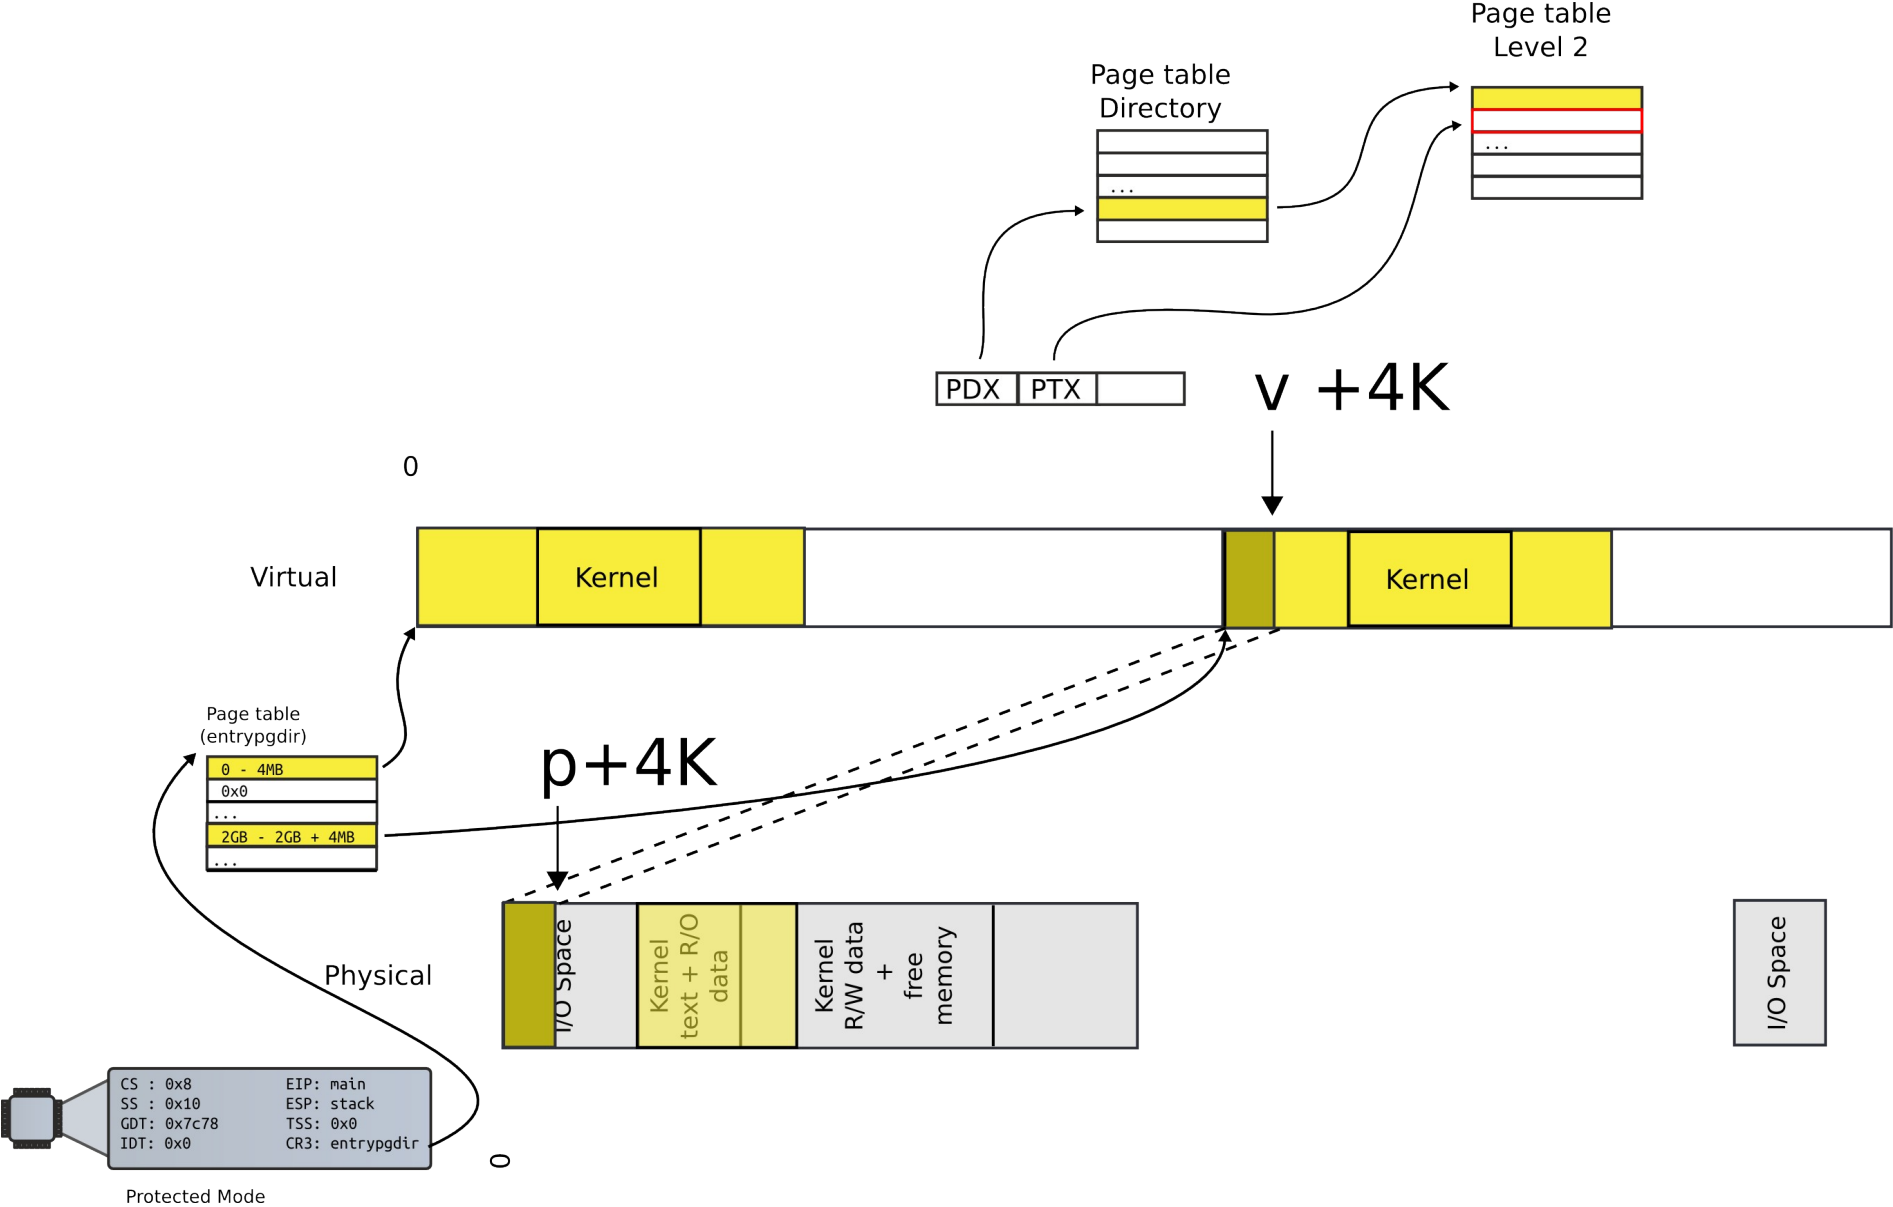 Page table
Level 2
...
Page table
Directory
...
PDX PTX
v +4K
0
Virtual
Kernel
Kernel
Page table
(entrypgdir)
0 - 4MB
0x0
...
2GB - 2GB + 4MB
...
p+4K
Physical
I/O Space
Kernel
text + R/O
data
Kernel
R/W data
+
free
memory
I/O Space
CS : 0x8 EIP: main
SS : 0x10 ESP: stack
GDT: 0x7c78 TSS: 0x0
IDT: 0x0 CR3: entrypgdir
0
Protected Mode